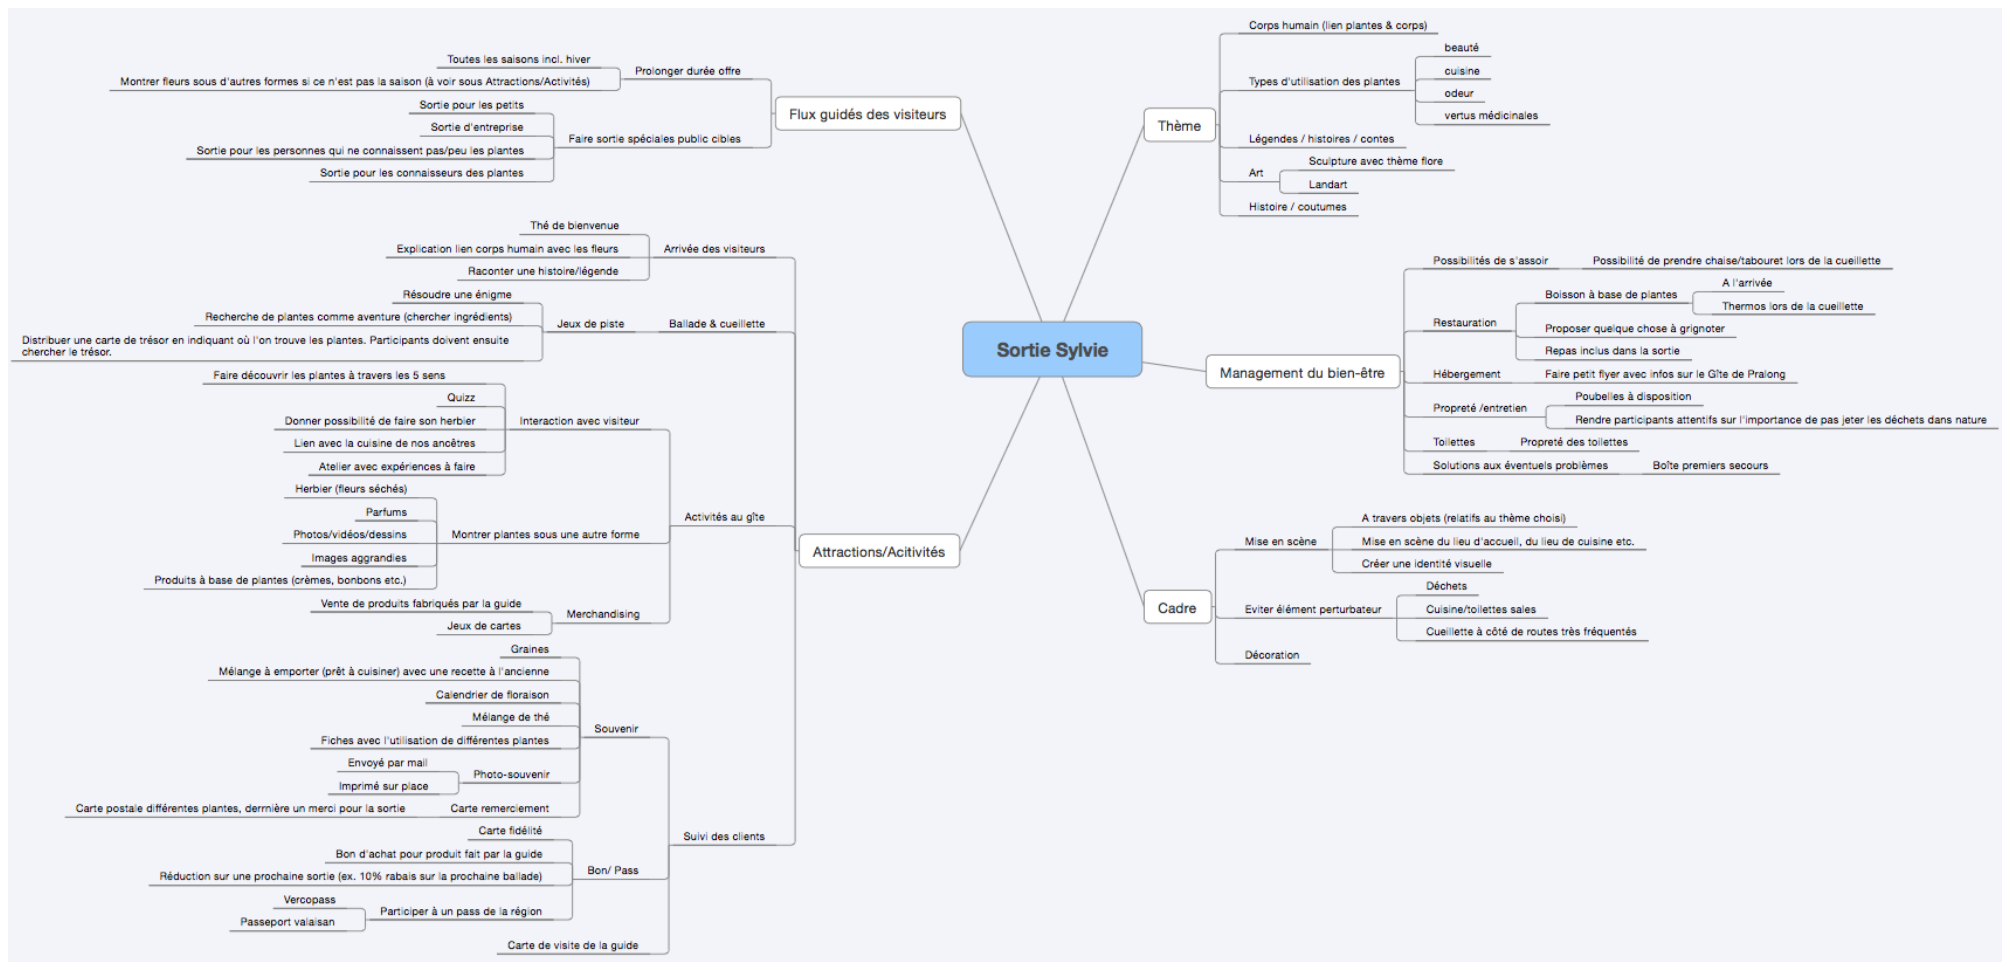 Sortie Sylvie
Flux guidés des visiteurs
Prolonger durée offre
Toutes les saisons incl. hiver
Montrer fleurs sous d'autres formes si ce n'est pas la saison (à voir sous Attractions/Activités)
Faire sortie spéciales public cibles
Sortie pour les petits
Sortie d'entreprise
Sortie pour les personnes qui ne connaissent pas/peu les plantes
Sortie pour les connaisseurs des plantes
Attractions/Acitivités
Arrivée des visiteurs
Thé de bienvenue
Explication lien corps humain avec les fleurs
Raconter une histoire/légende
Ballade & cueillette
Jeux de piste
Résoudre une énigme
Recherche de plantes comme aventure (chercher ingrédients)
Distribuer une carte de trésor en indiquant où l'on trouve les plantes. Participants doivent ensuite
chercher le trésor.
Activités au gîte
Interaction avec visiteur
Faire découvrir les plantes à travers les 5 sens
Quizz
Donner possibilité de faire son herbier
Lien avec la cuisine de nos ancêtres
Atelier avec expériences à faire
Montrer plantes sous une autre forme
Herbier (fleurs séchés)
Parfums
Photos/vidéos/dessins
Images aggrandies
Produits à base de plantes (crèmes, bonbons etc.)
Merchandising
Vente de produits fabriqués par la guide
Jeux de cartes
Suivi des clients
Souvenir
Graines
Mélange à emporter (prêt à cuisiner) avec une recette à l'ancienne
Calendrier de floraison
Mélange de thé
Fiches avec l'utilisation de différentes plantes
Photo-souvenir
Envoyé par mail
Imprimé sur place
Carte remerciement
Carte postale différentes plantes, derrnière un merci pour la sortie
Bon/ Pass
Carte fidélité
Bon d'achat pour produit fait par la guide
Réduction sur une prochaine sortie (ex. 10% rabais sur la prochaine ballade)
Participer à un pass de la région
Vercopass
Passeport valaisan
Carte de visite de la guide
Thème
Corps humain (lien plantes & corps)
Types d'utilisation des plantes
beauté
cuisine
odeur
vertus médicinales
Légendes / histoires / contes
Art
Sculpture avec thème flore
Landart
Histoire / coutumes
Management du bien-être
Possibilités de s'assoir
Possibilité de prendre chaise/tabouret lors de la cueillette
Restauration
Boisson à base de plantes
A l'arrivée
Thermos lors de la cueillette
Proposer quelque chose à grignoter
Repas inclus dans la sortie
Hébergement
Faire petit flyer avec infos sur le Gîte de Pralong
Propreté /entretien
Poubelles à disposition
Rendre participants attentifs sur l'importance de pas jeter les déchets dans nature
Toilettes
Propreté des toilettes
Solutions aux éventuels problèmes
Boîte premiers secours
Cadre
Mise en scène
A travers objets (relatifs au thème choisi)
Mise en scène du lieu d'accueil, du lieu de cuisine etc.
Créer une identité visuelle
Eviter élément perturbateur
Déchets
Cuisine/toilettes sales
Cueillette à côté de routes très fréquentés
Décoration